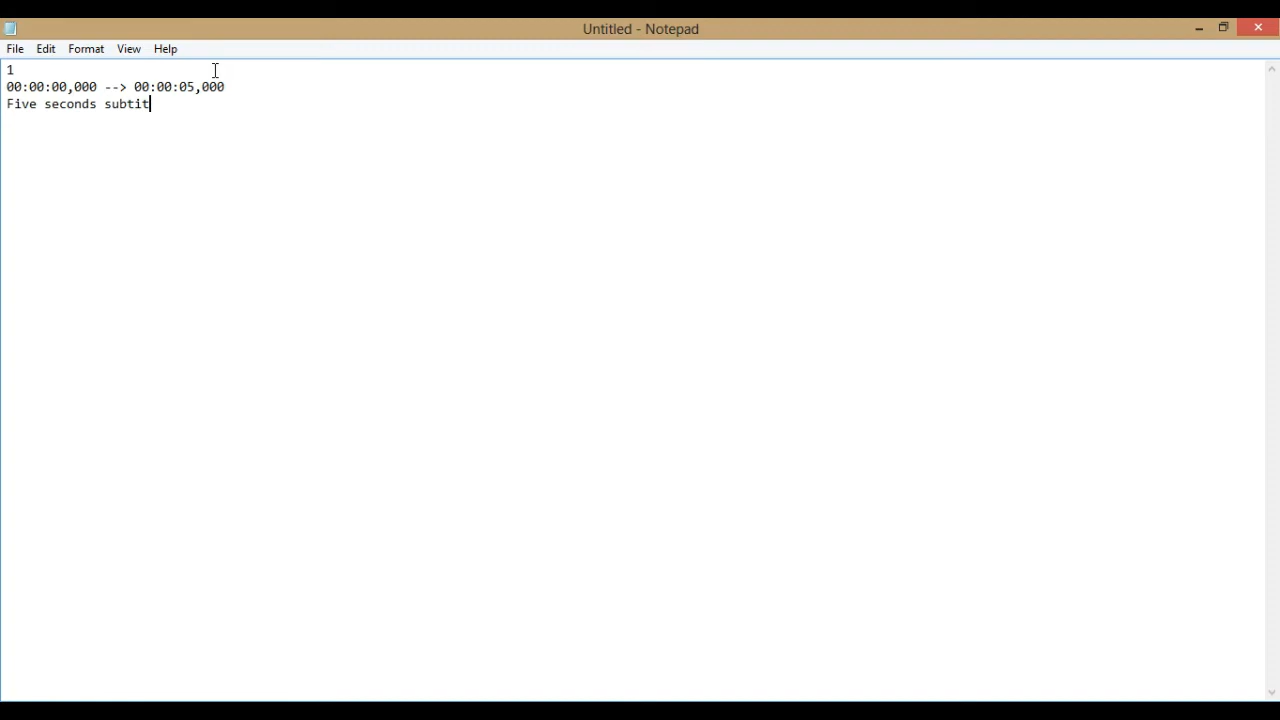 Untitled - Notepad
File Edit Format View Help
1
00:00:00,000 --> 00:00:05,000
Five seconds subtit